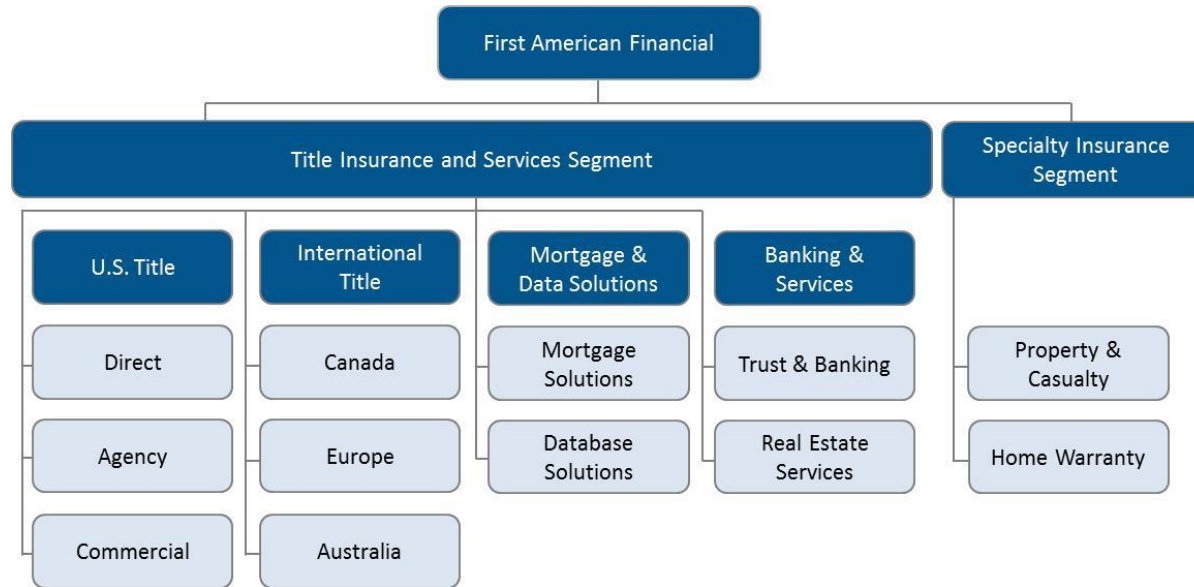 First American Financial
Title Insurance and Services Segment
Specialty Insurance
Segment
U.S. Title
International
Title
Mortgage &
Data Solutions
Banking &
Services
Direct
Canada
Mortgage
Solutions
Trust & Banking
Property &
Casualty
Agency
Europe
Database
Solutions
Real Estate
Services
Home Warranty
Commercial
Australia